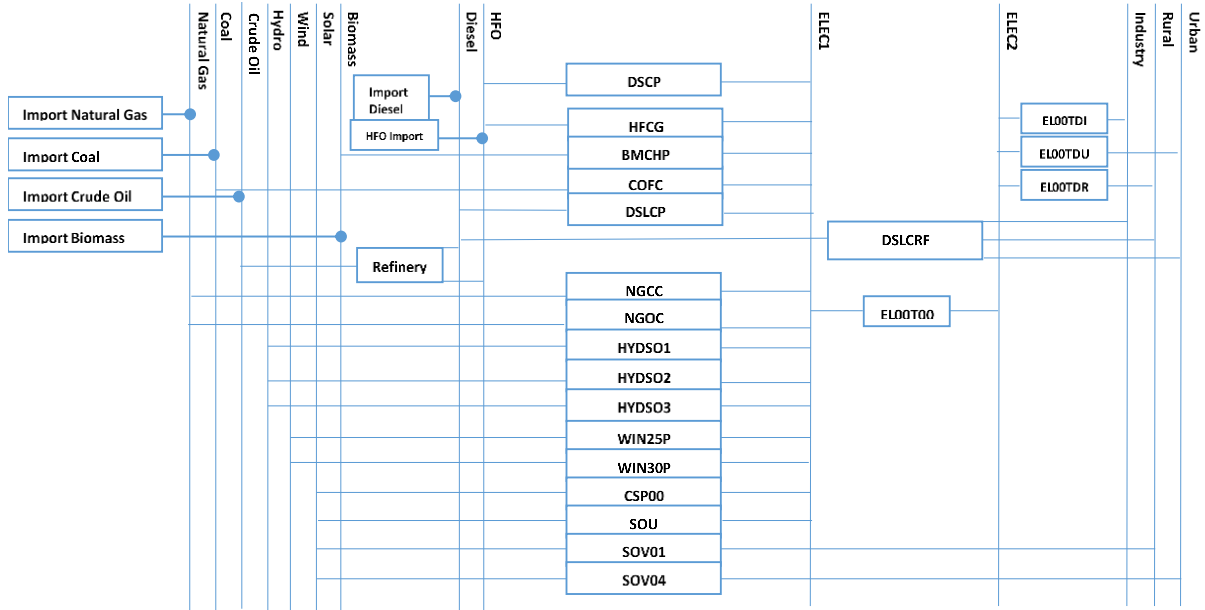 Natural Gas
Coal
Crude Oil
Hydro
Wind
Solar
Biomass
Diesel
HFO
ELEC1
ELEC2
Industry
Rural
Urban
Import Natural Gas
Import Coal
Import Crude Oil
Import Biomass
Import
Diesel
HFO Import
Refinery
DSCP
HFCG
BMCHP
COFC
DSLCP
NGCC
NGOC
HYDSO1
HYDSO2
HYDSO3
WIN25P
WIN30P
CSP00
SOU
SOV01
SOV04
DSLCRF
EL00T00
EL00TDI
EL00TDU
EL00TDR